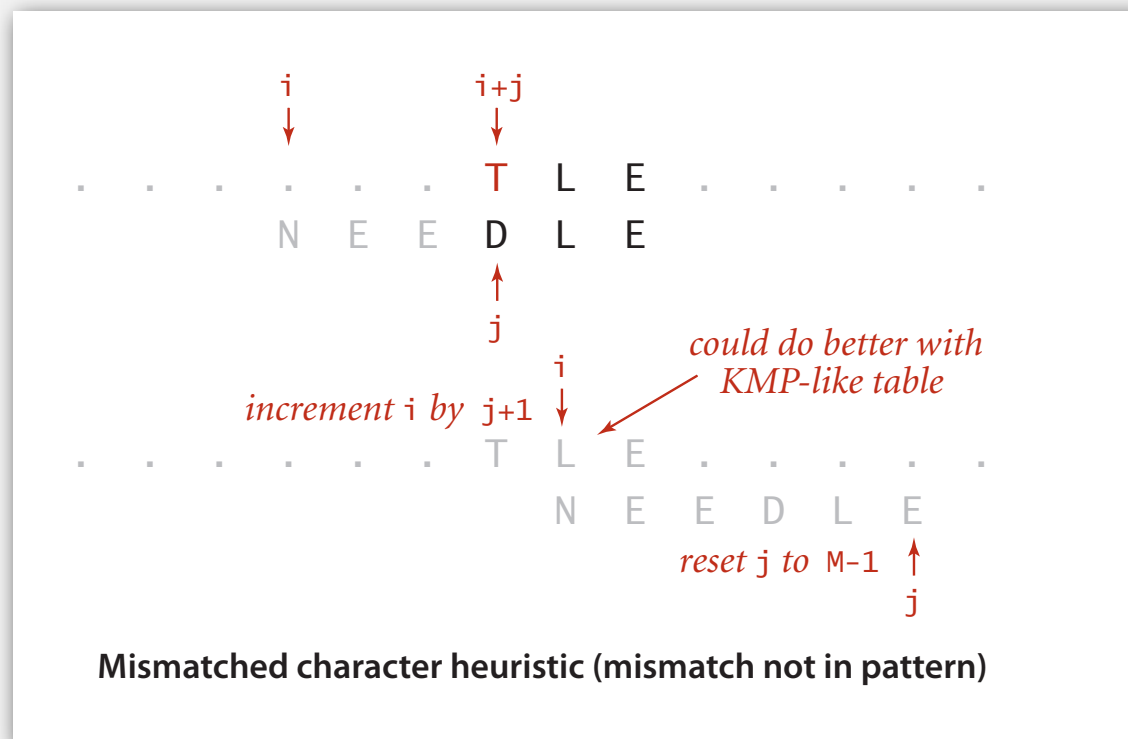 i i+j
. . . . . . T L E . . . . .
N E E D L E
j
could do better with
KMP-like table
i
increment i by j+1
. . . . . . T L E . . . . .
N E E D L E
reset j to M-1
j
Mismatched character heuristic (mismatch not in pattern)